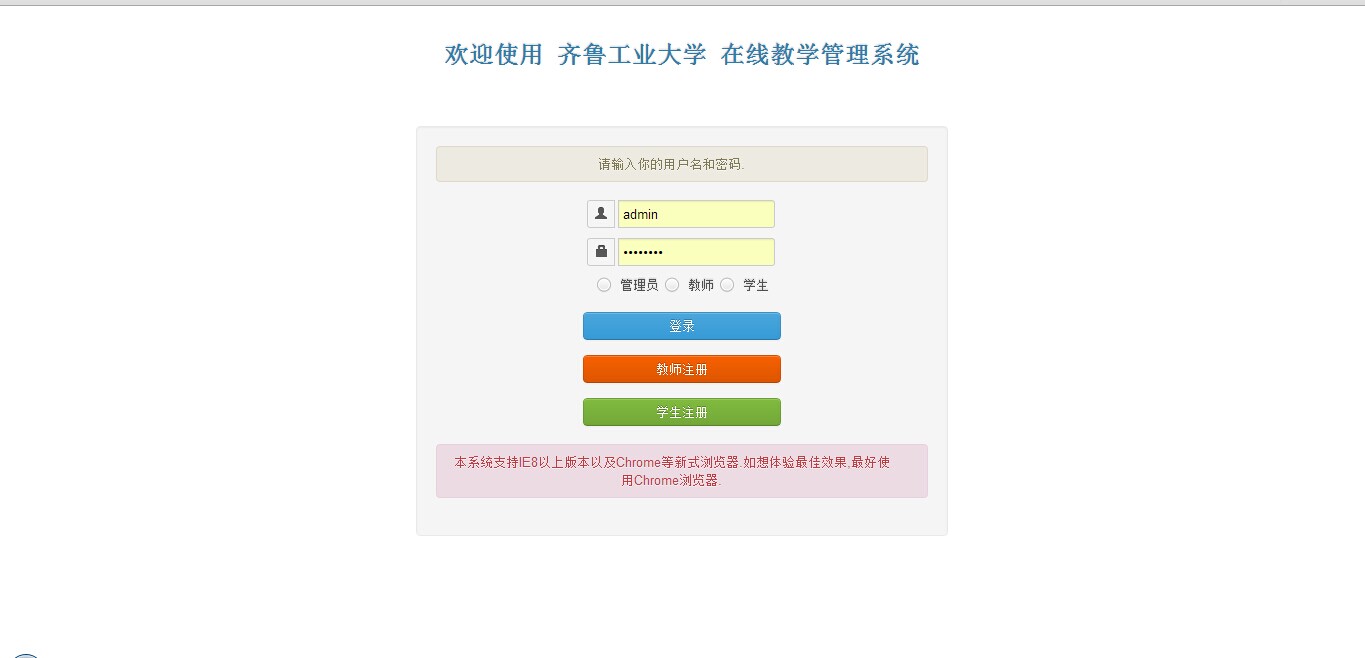 欢迎使用 齐鲁工业大学 在线教学管理系统
请输入你的用户名和密码.
admin
••••••••
管理员 教师 学生
登录
教师注册
学生注册
本系统支持IE8以上版本以及Chrome等新式浏览器.如想体验最佳效果,最好使
用Chrome浏览器.